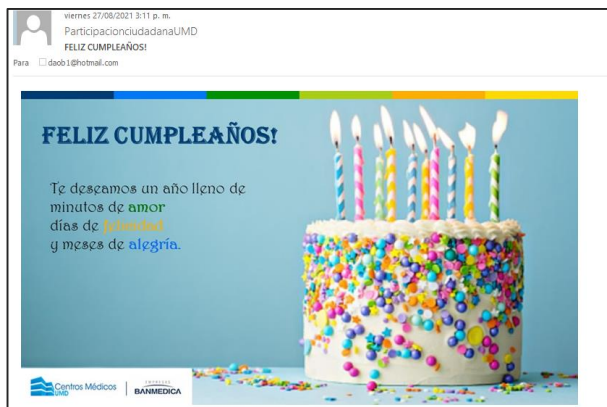 viernes 27/08/2021 3:11 p. m.
ParticipacionciudadanaUMD
FELIZ CUMPLEAÑOS!
Para daob1@hotmail.com
FELIZ CUMPLEAÑOS!
Te deseamos un año lleno de
minutos de amor
días de felicidad
y meses de alegría.
Centros Médicos
UMD
EMPRESAS
BANMEDICA